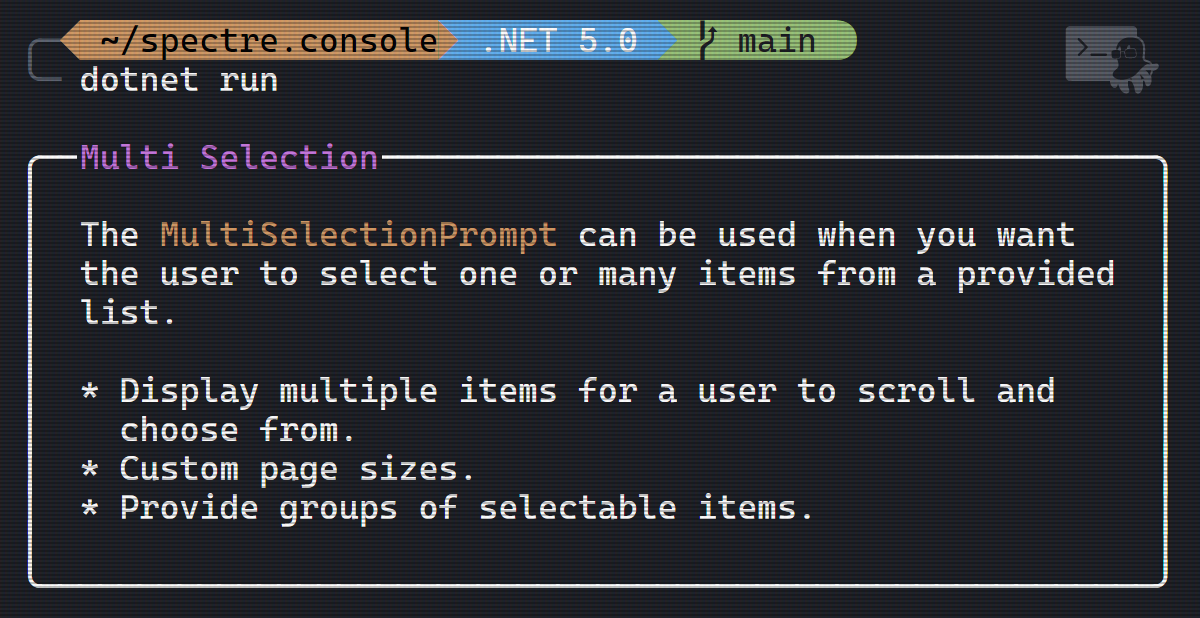 ~/spectre.console .NET 5.0 main
dotnet run
Multi Selection
The MultiSelectionPrompt can be used when you want
the user to select one or many items from a provided
list.
* Display multiple items for a user to scroll and
choose from.
* Custom page sizes.
* Provide groups of selectable items.